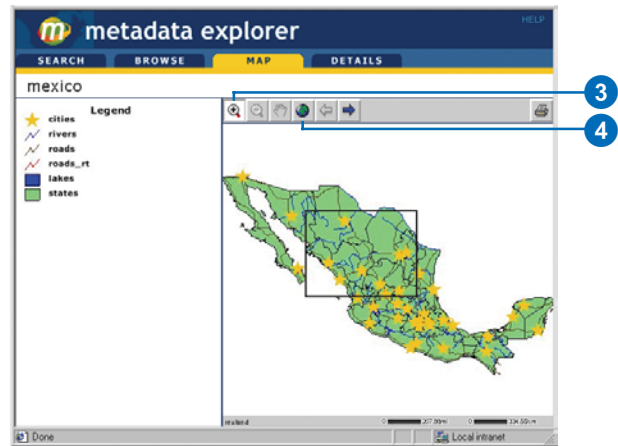 metadata explorer
HELP
SEARCH BROWSE MAP DETAILS
mexico
3
4
Legend
cities
rivers
roads
roads_rt
lakes
states
Done
Local intranet